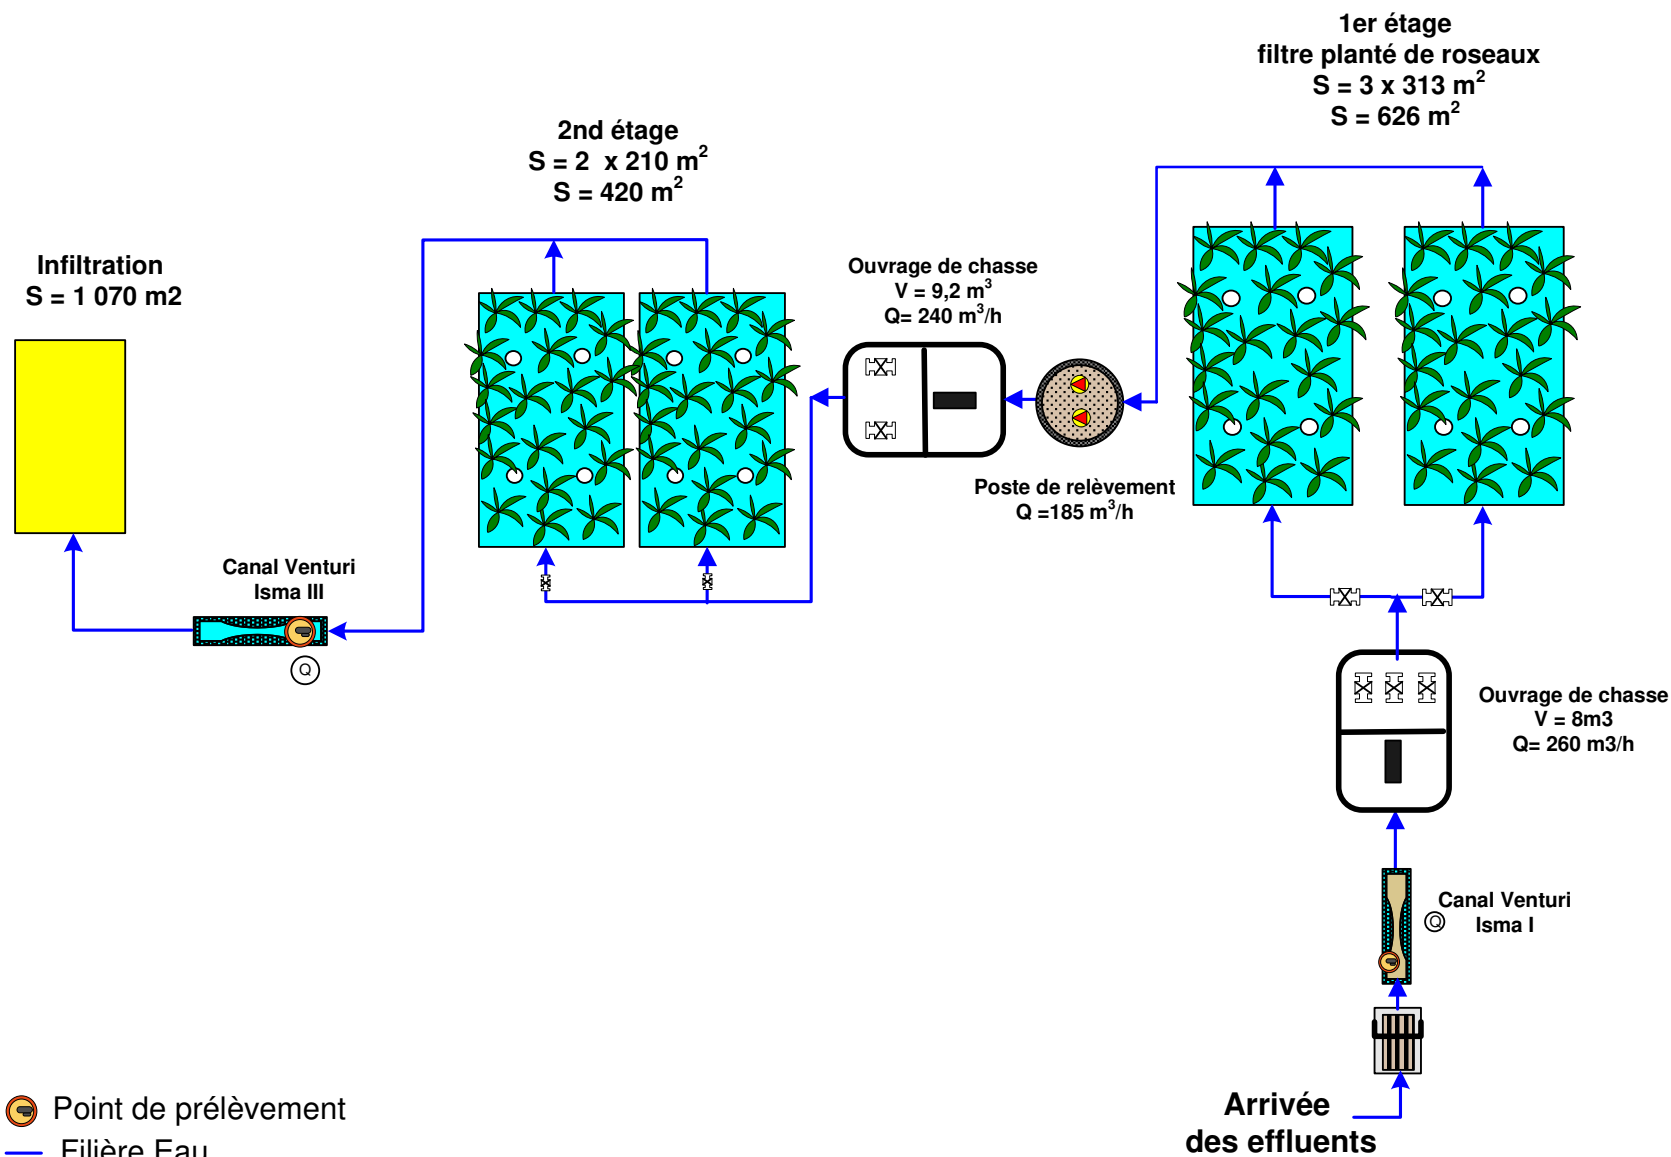 1er étage
filtre planté de roseaux
S = 3 x 313 m²
S = 626 m²
2nd étage
S = 2 x 210 m²
S = 420 m²
Infiltration
S = 1 070 m2
Ouvrage de chasse
V = 9,2 m³
Q= 240 m³/h
Poste de relèvement
Q =185 m³/h
Canal Venturi
Isma III
Q
Ouvrage de chasse
V = 8m3
Q= 260 m3/h
Canal Venturi
Isma I
Q
Arrivée
des effluents
Point de prélèvement
Filière Eau